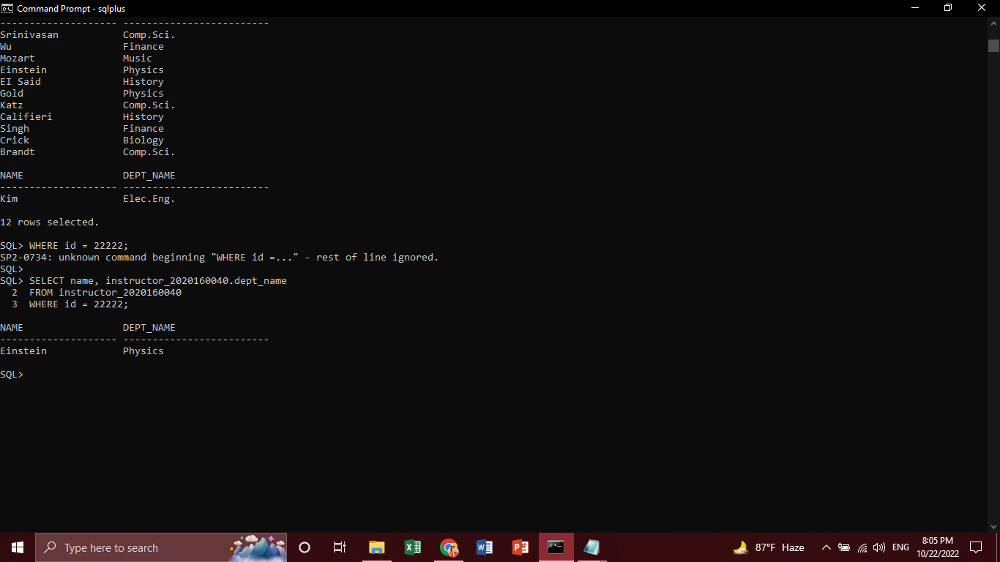 Command Prompt - sqlplus
-------------------- -------------------------
Srinivasan           Comp.Sci.
Wu                   Finance
Mozart               Music
Einstein             Physics
EI Said              History
Gold                 Physics
Katz                 Comp.Sci.
Califieri            History
Singh                Finance
Crick                Biology
Brandt               Comp.Sci.
NAME                 DEPT_NAME
-------------------- -------------------------
Kim                  Elec.Eng.
12 rows selected.
SQL> WHERE id = 22222;
SP2-0734: unknown command beginning "WHERE id =..." - rest of line ignored.
SQL>
SQL> SELECT name, instructor_2020160040.dept_name
  2  FROM instructor_2020160040
  3  WHERE id = 22222;
NAME                 DEPT_NAME
-------------------- -------------------------
Einstein             Physics
SQL>
Type here to search
87°F Haze
ENG
8:05 PM
10/22/2022